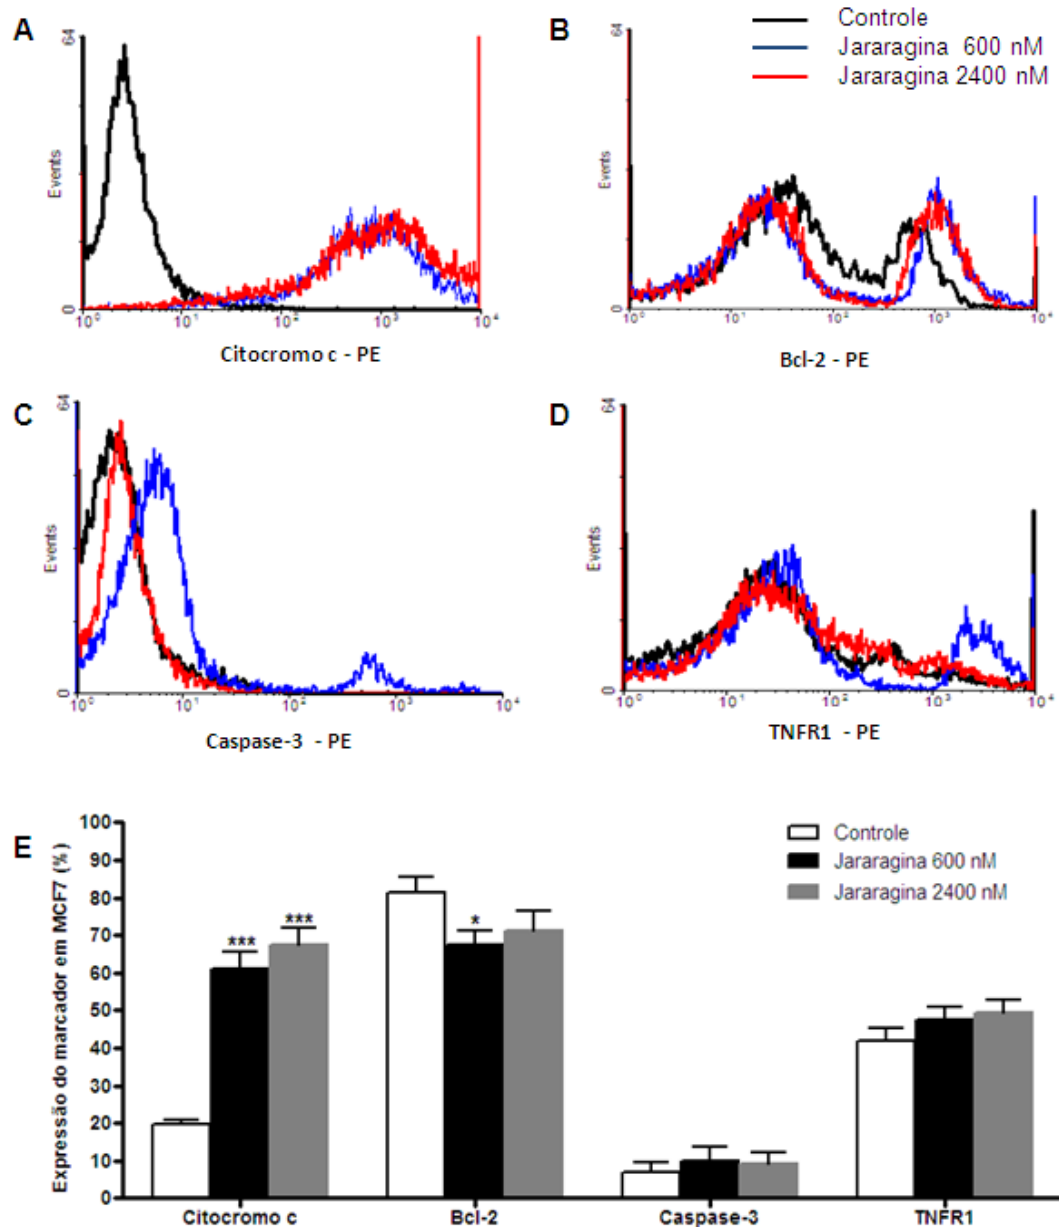 A
64
Events
0
10⁰
10¹
10²
10³
10⁴
Citocromo c - PE
B
Controle
Jararagina 600 nM
Jararagina 2400 nM
64
Events
0
10⁰
10¹
10²
10³
10⁴
Bcl-2 - PE
C
64
Events
0
10⁰
10¹
10²
10³
10⁴
Caspase-3 - PE
D
64
Events
0
10⁰
10¹
10²
10³
10⁴
TNFR1 - PE
E
Expressão do marcador em MCF7 (%)
100
90
80
70
60
50
40
30
20
10
0
Controle
Jararagina 600 nM
Jararagina 2400 nM
***
***
*
Citocromo c
Bcl-2
Caspase-3
TNFR1